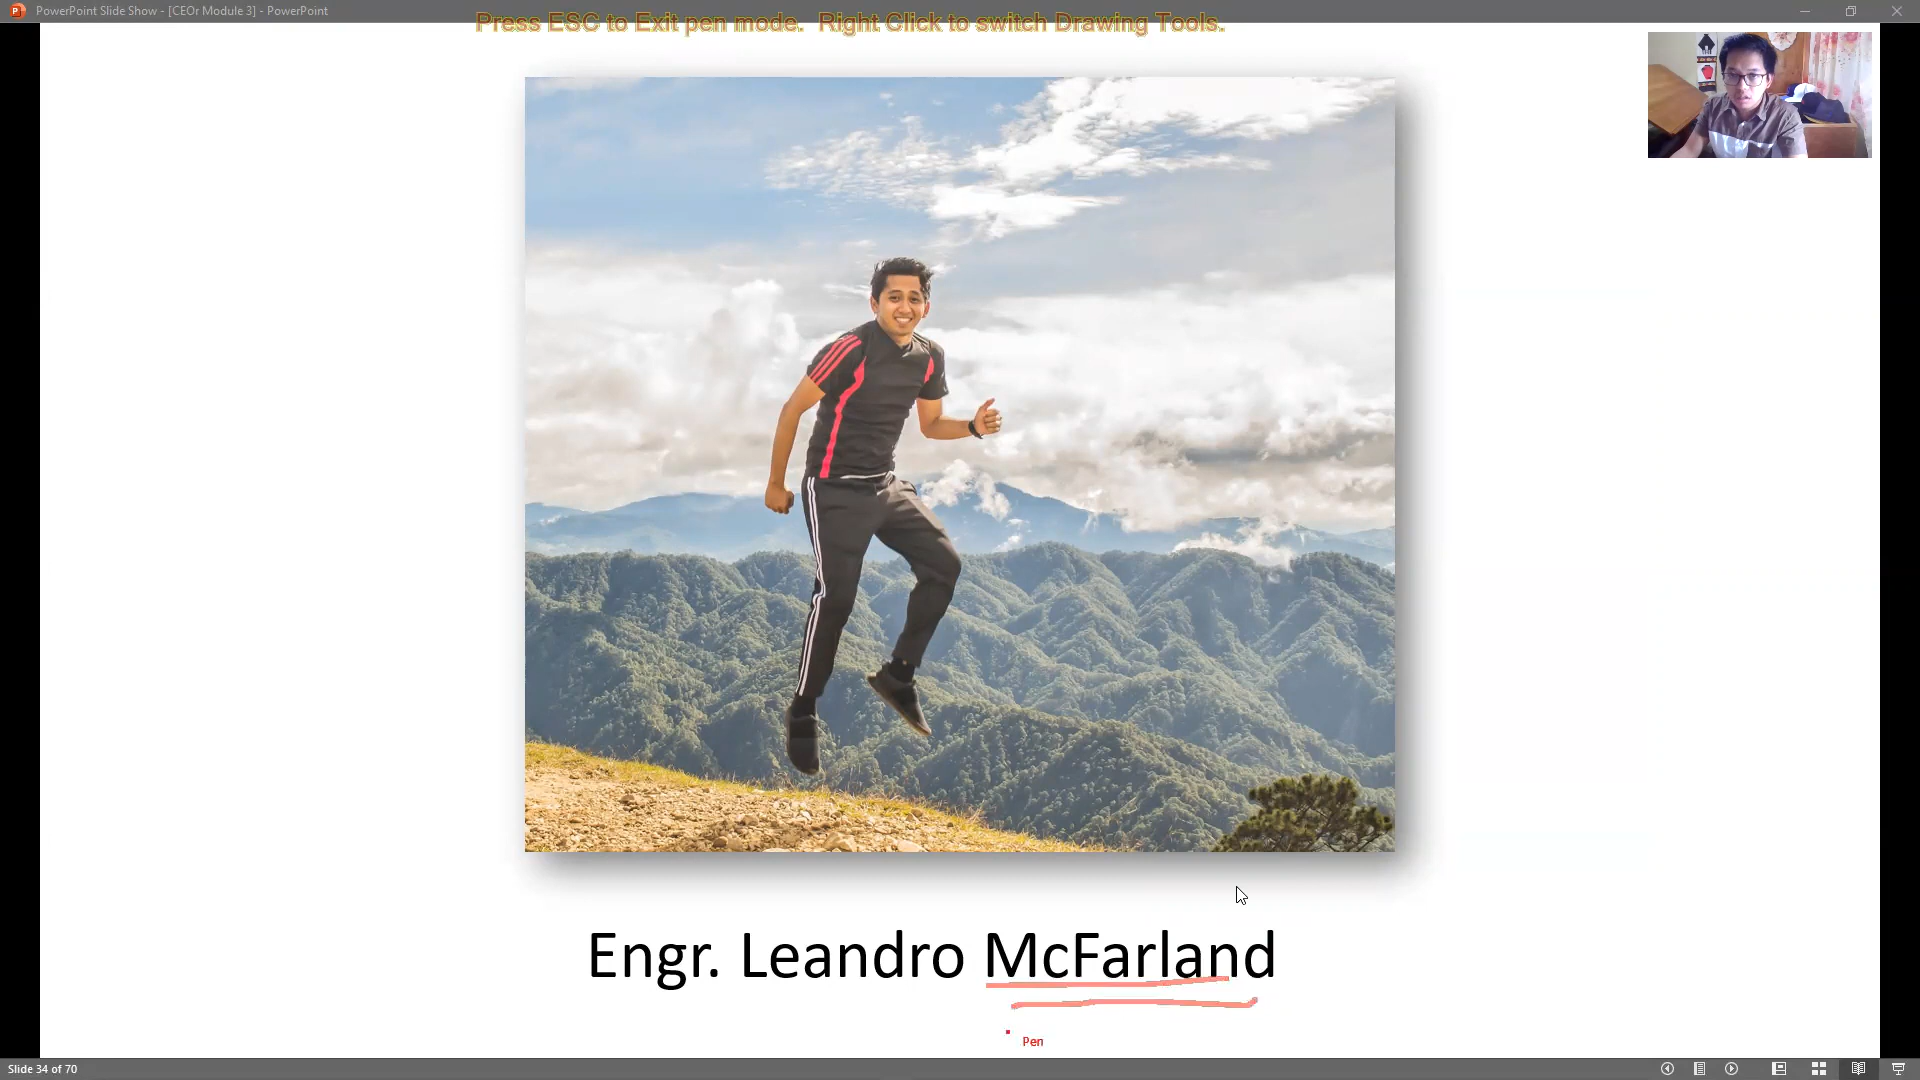 PowerPoint Slide Show - [CEOr Module 3] - PowerPoint
Press ESC to Exit pen mode. Right Click to switch Drawing Tools.
Engr. Leandro McFarland
Pen
Slide 34 of 70